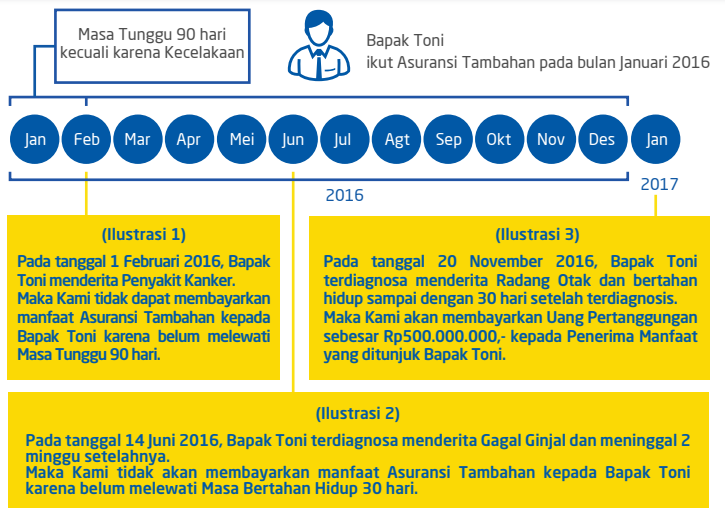 Masa Tunggu 90 hari
kecuali karena Kecelakaan
Bapak Toni
ikut Asuransi Tambahan pada bulan Januari 2016
Jan Feb Mar Apr Mei Jun Jul Agt Sep Okt Nov Des Jan
2016
2017
(Ilustrasi 1)
Pada tanggal 1 Februari 2016, Bapak
Toni menderita Penyakit Kanker.
Maka Kami tidak dapat membayarkan
manfaat Asuransi Tambahan kepada
Bapak Toni karena belum melewati
Masa Tunggu 90 hari.
(Ilustrasi 3)
Pada tanggal 20 November 2016, Bapak Toni
terdiagnosa menderita Radang Otak dan bertahan
hidup sampai dengan 30 hari setelah terdiagnosis.
Maka Kami akan membayarkan Uang Pertanggungan
sebesar Rp500.000.000,- kepada Penerima Manfaat
yang ditunjuk Bapak Toni.
(Ilustrasi 2)
Pada tanggal 14 Juni 2016, Bapak Toni terdiagnosa menderita Gagal Ginjal dan meninggal 2
minggu setelahnya.
Maka Kami tidak akan membayarkan manfaat Asuransi Tambahan kepada Bapak Toni
karena belum melewati Masa Bertahan Hidup 30 hari.